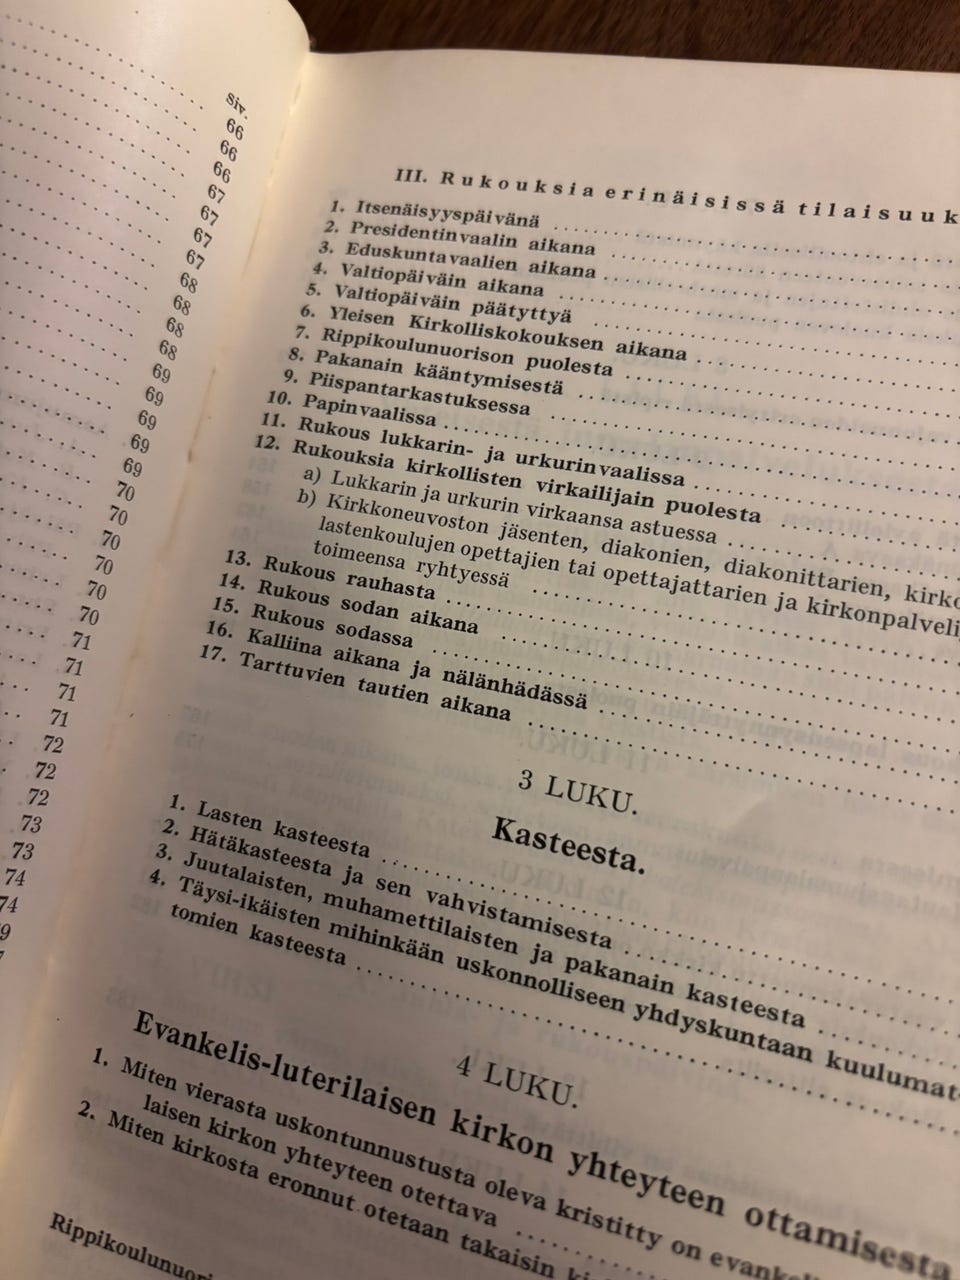 siv.
66
66
66
67
67
67
67
68
68
68
69
69
69
69
70
70
70
70
70
70
71
71
71
71
72
72
72
73
73
74
74
III. Rukouksia erinäisissä
1. Itsenäisyyspäivänä
2. Presidentinvaalin aikana
3. Eduskuntavaalien aikana
4. Valtiopäiväin aikana
5. Valtiopäiväin päätyttyä
6. Yleisen Kirkolliskokouksen aikana
7. Rippikoulunuorison puolesta
8. Pakanain kääntymisestä
9. Piispantarkastuksessa
10. Papinvaalissa
11. Rukous lukkarin- ja urkurinvaalissa
12. Rukouksia kirkollisten virkailijain puolesta
a) Lukkarin ja urkurin virkaansa astuessa
b) Kirkkoneuvoston jäsenten, diakonien, diakonittarien,
lastenkoulujen opettajien tai opettajattarien ja
toimeensa ryhtyessä
13. Rukous rauhasta
14. Rukous sodan aikana
15. Rukous sodassa
16. Kalliina aikana ja nälänhädässä
17. Tarttuvien tautien aikana
3 LUKU.
Kasteesta.
1. Lasten kasteesta
2. Hätäkasteesta ja sen vahvistamisesta
3. Juutalaisten, muhamettilaisten ja pakanain kasteesta
4. Täysi-ikäisten mihinkään uskonnolliseen yhdyskuntaan kuulumat-
tomien kasteesta
4 LUKU.
Evankelis-luterilaisen kirkon yhteyteen ottamisesta
1. Miten vierasta uskontunnustusta oleva kristitty on
laisen kirkon yhteyteen otettava
2. Miten kirkosta eronnut otetaan takaisin